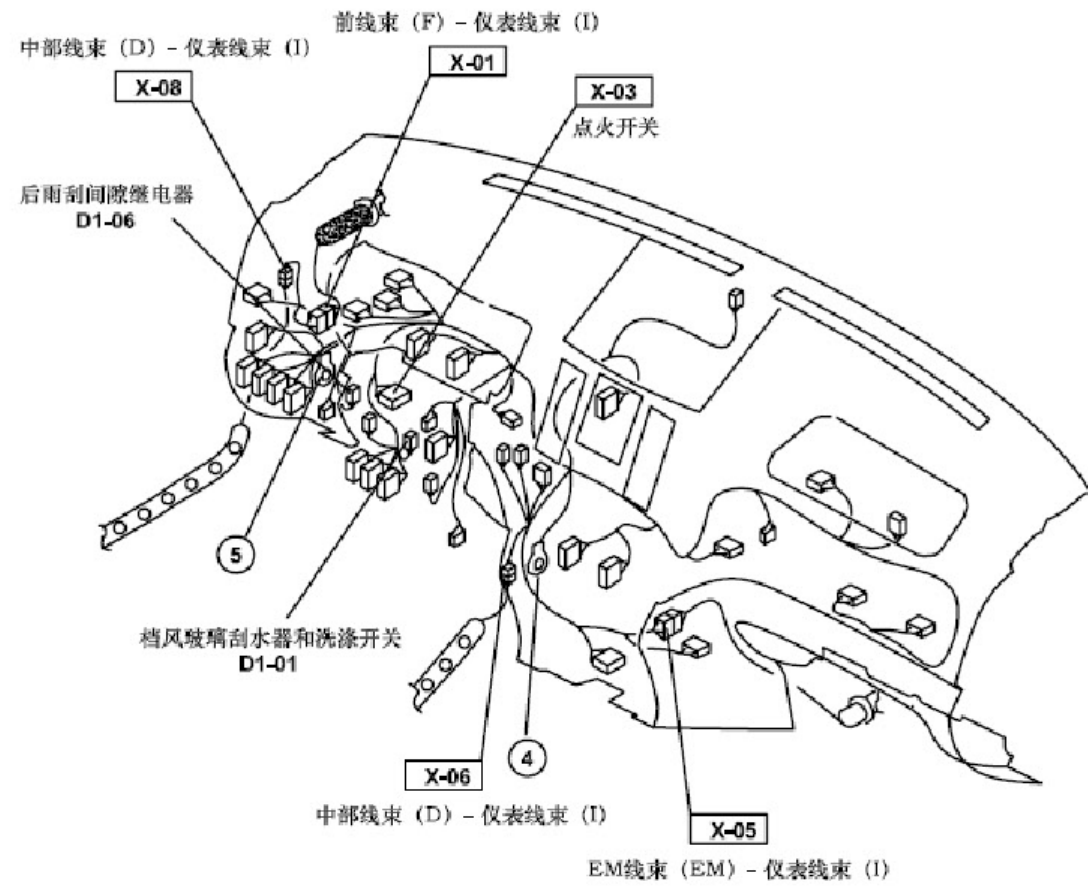 前线束（F）－仪表线束（I）
中部线束（D）－仪表线束（I）
X-01
X-08
X-03
点火开关
后雨刮间隙继电器
D1-06
5
档风玻璃刮水器和洗涤开关
D1-01
4
X-06
中部线束（D）－仪表线束（I）
X-05
EM线束（EM）－仪表线束（I）